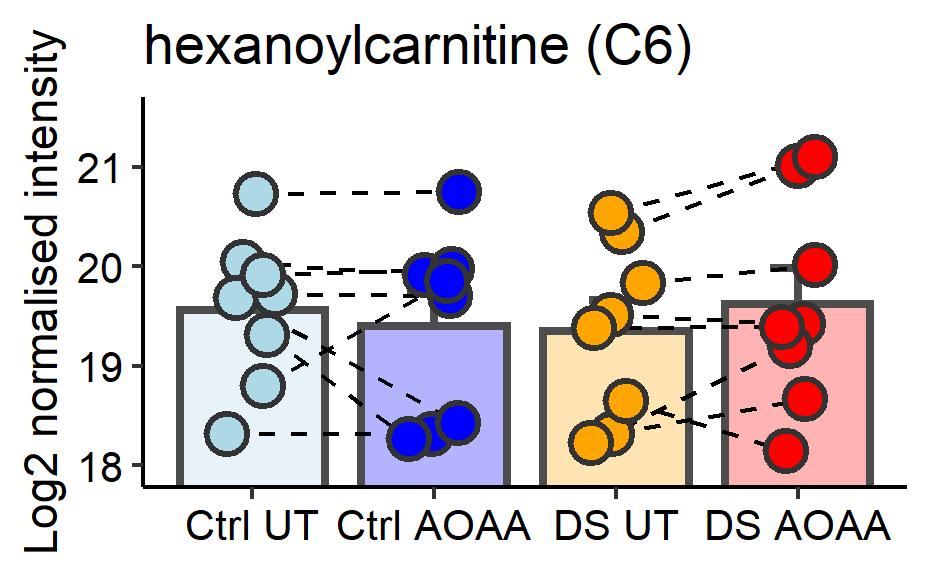 hexanoylcarnitine (C6)
Log2 normalised intensity
21
20
19
18
Ctrl UT
Ctrl AOAA
DS UT
DS AOAA